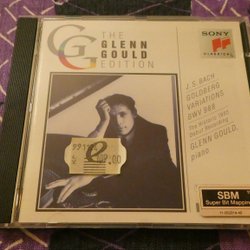 GG
THE
GLENN
GOULD
EDITION
SONY
CLASSICAL
J. S. BACH
GOLDBERG
VARIATIONS
BWV 988
The Historic 1955
Debut Recording
GLENN GOULD,
piano
e
SBM
Super Bit Mapping